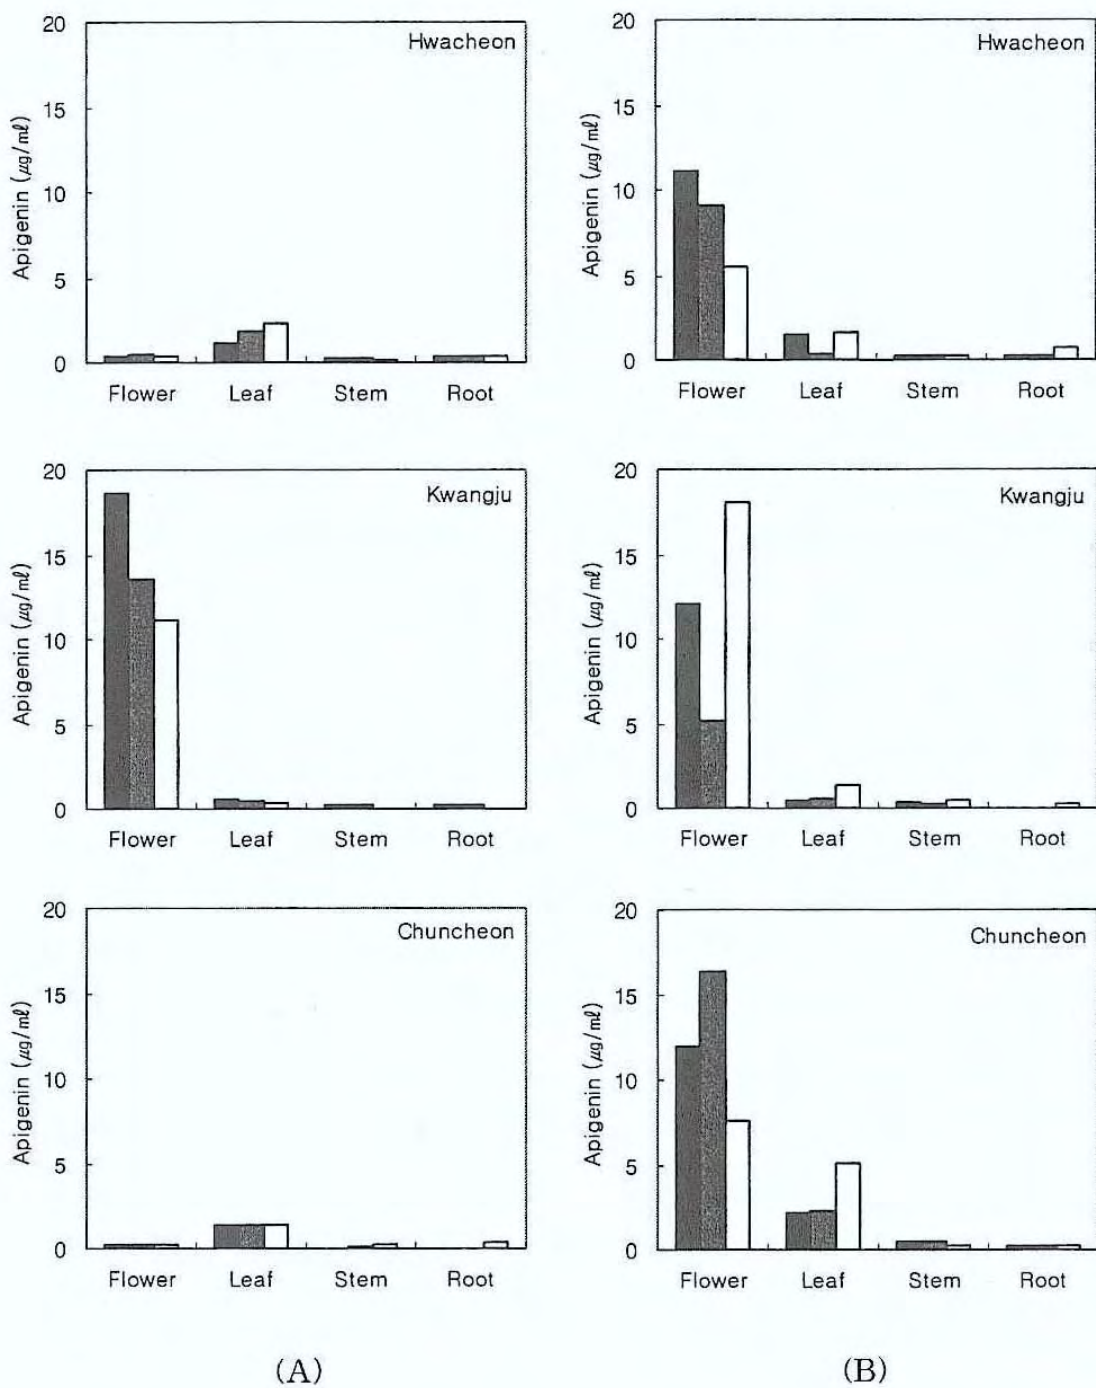 Hwacheon
Apigenin (μg/mℓ)
20
15
10
5
0
Flower Leaf Stem Root
Hwacheon
Apigenin (μg/mℓ)
20
15
10
5
0
Flower Leaf Stem Root
Kwangju
Apigenin (μg/mℓ)
20
15
10
5
0
Flower Leaf Stem Root
Kwangju
Apigenin (μg/mℓ)
20
15
10
5
0
Flower Leaf Stem Root
Chuncheon
Apigenin (μg/mℓ)
20
15
10
5
0
Flower Leaf Stem Root
Chuncheon
Apigenin (μg/mℓ)
20
15
10
5
0
Flower Leaf Stem Root
(A)
(B)